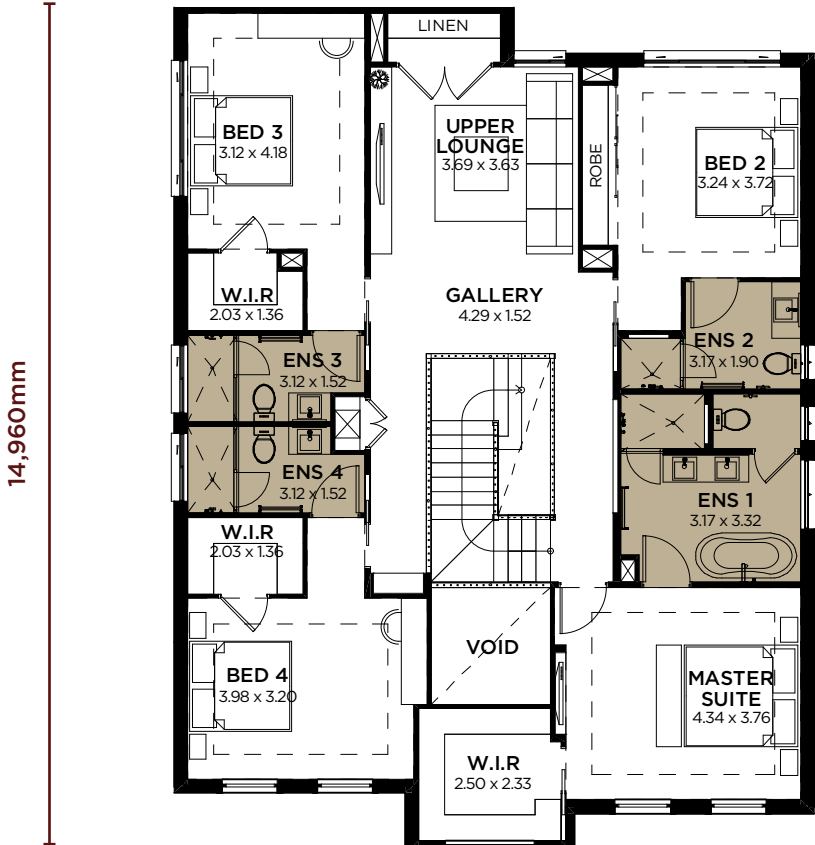 LINEN
BED 3
3.12 x 4.18
UPPER
LOUNGE
3.69 x 3.63
ROBE
BED 2
3.24 x 3.72
W.I.R
2.03 x 1.36
GALLERY
4.29 x 1.52
ENS 3
3.12 x 1.52
ENS 2
3.17 x 1.90
14,960mm
ENS 4
3.12 x 1.52
ENS 1
3.17 x 3.32
W.I.R
2.03 x 1.36
VOID
BED 4
3.98 x 3.20
MASTER
SUITE
4.34 x 3.76
W.I.R
2.50 x 2.33